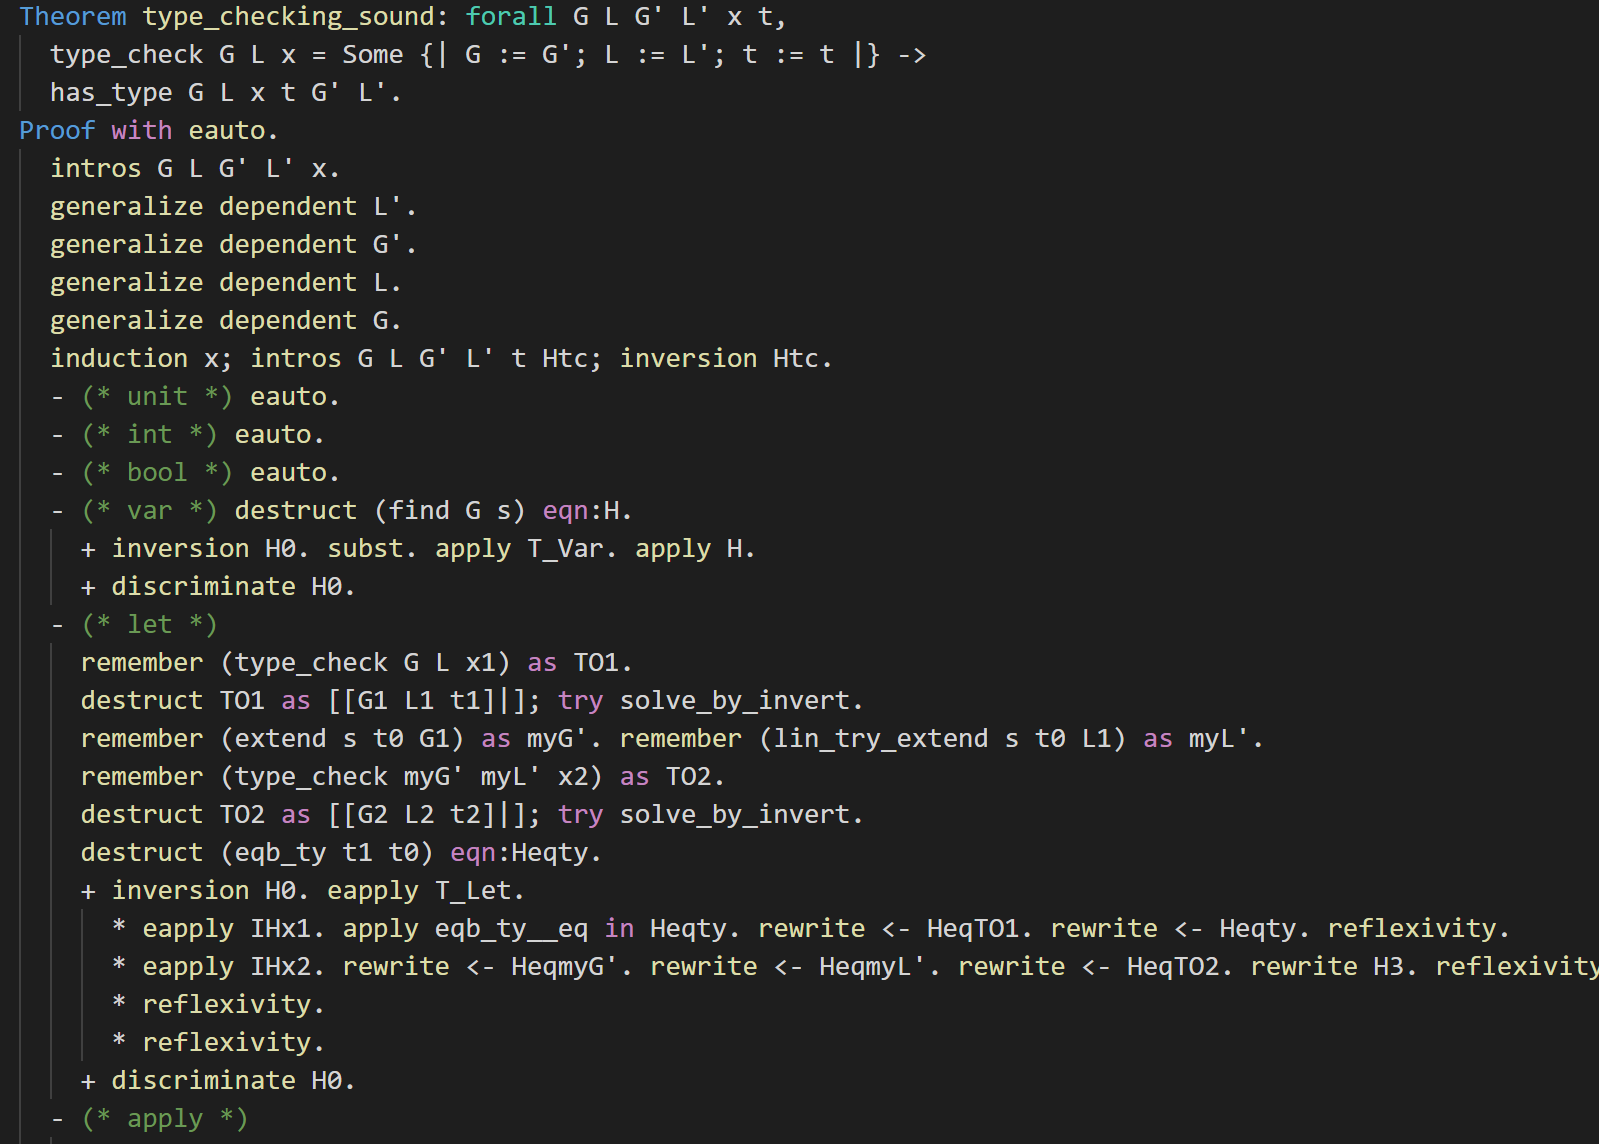 Theorem type_checking_sound: forall G L G' L' x t,
  type_check G L x = Some {| G := G'; L := L'; t := t |} ->
  has_type G L x t G' L'.
Proof with eauto.
  intros G L G' L' x.
  generalize dependent L'.
  generalize dependent G'.
  generalize dependent L.
  generalize dependent G.
  induction x; intros G L G' L' t Htc; inversion Htc.
  - (* unit *) eauto.
  - (* int *) eauto.
  - (* bool *) eauto.
  - (* var *) destruct (find G s) eqn:H.
    + inversion H0. subst. apply T_Var. apply H.
    + discriminate H0.
  - (* let *)
    remember (type_check G L x1) as TO1.
    destruct TO1 as [[G1 L1 t1]|]; try solve_by_invert.
    remember (extend s t0 G1) as myG'. remember (lin_try_extend s t0 L1) as myL'.
    remember (type_check myG' myL' x2) as TO2.
    destruct TO2 as [[G2 L2 t2]|]; try solve_by_invert.
    destruct (eqb_ty t1 t0) eqn:Heqty.
    + inversion H0. eapply T_Let.
      * eapply IHx1. apply eqb_ty__eq in Heqty. rewrite <- HeqTO1. rewrite <- Heqty. reflexivity.
      * eapply IHx2. rewrite <- HeqmyG'. rewrite <- HeqmyL'. rewrite <- HeqTO2. rewrite H3. reflexivity
      * reflexivity.
      * reflexivity.
    + discriminate H0.
  - (* apply *)